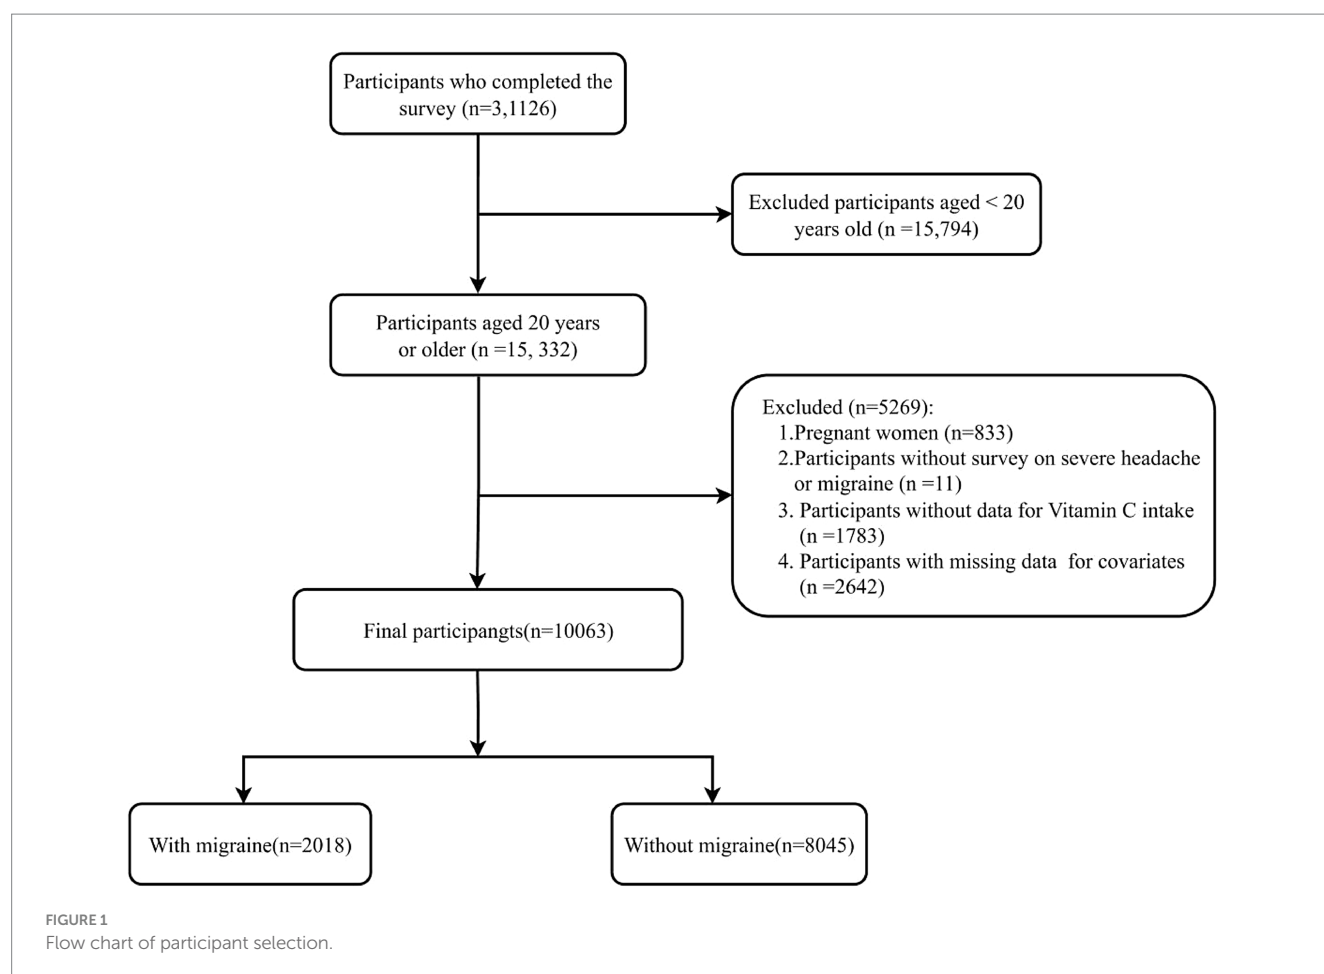 Participants who completed the
survey (n=3,1126)
Excluded participants aged < 20
years old (n =15,794)
Participants aged 20 years
or older (n =15, 332)
Excluded (n=5269):
1.Pregnant women (n=833)
2.Participants without survey on severe headache
or migraine (n =11)
3. Participants without data for Vitamin C intake
(n =1783)
4. Participants with missing data  for covariates
(n =2642)
Final participangts(n=10063)
With migraine(n=2018)
Without migraine(n=8045)
FIGURE 1
Flow chart of participant selection.